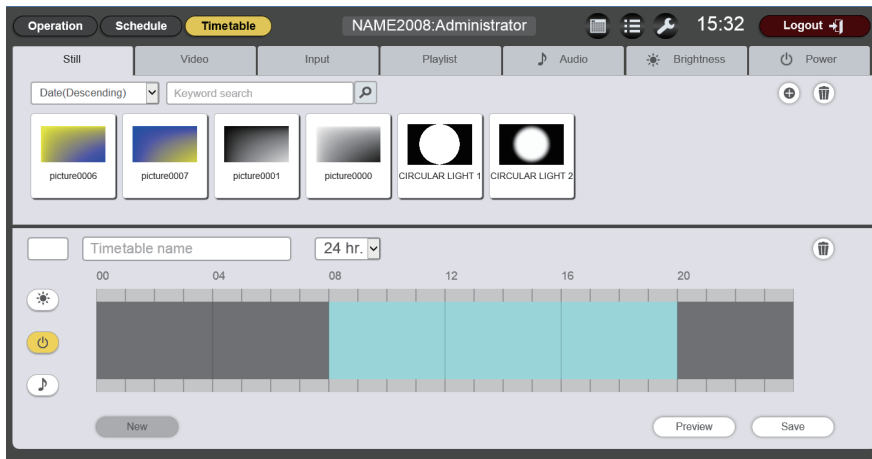 Operation Schedule Timetable NAME2008:Administrator 15:32 Logout
Still Video Input Playlist Audio Brightness Power
Date(Descending) Keyword search
picture0006 picture0007 picture0001 picture0000 CIRCULAR LIGHT 1 CIRCULAR LIGHT 2
Timetable name 24 hr.
00 04 08 12 16 20
New Preview Save